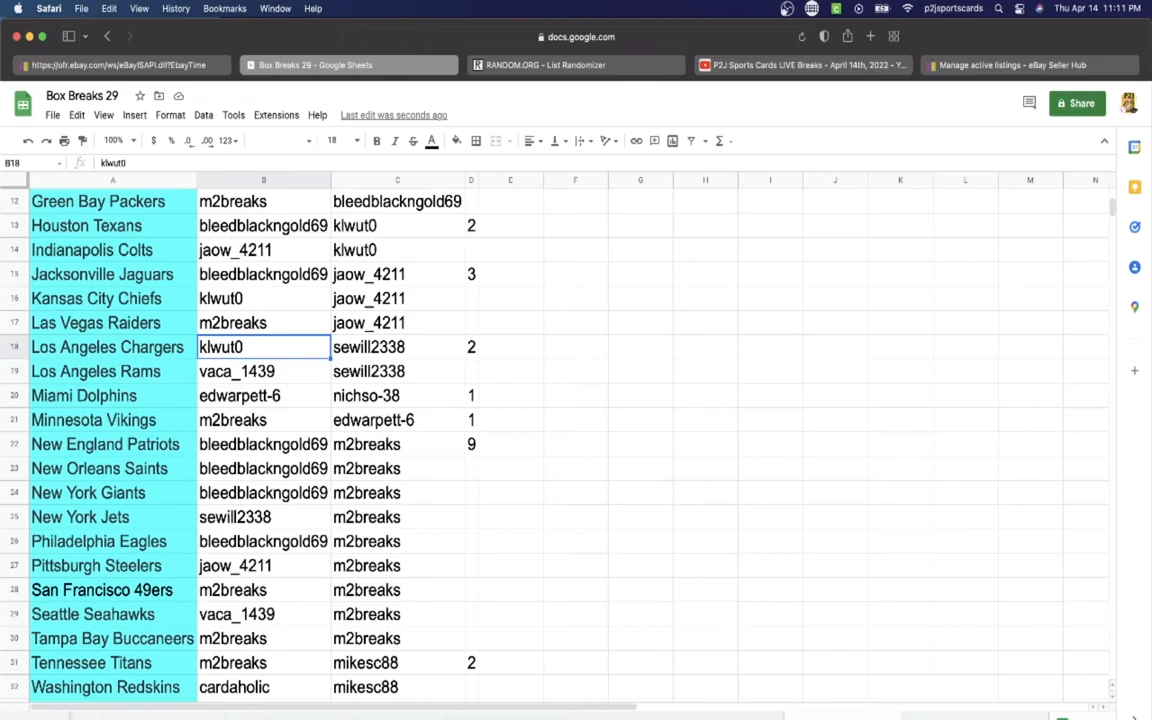 Safari File Edit View History Bookmarks Window Help p2jsportscards Thu Apr 14 11:11 PM
docs.google.com
https://ofr.ebay.com/ws/eBayISAPI.dll?EbayTime Box Breaks 29 - Google Sheets RANDOM.ORG - List Randomizer P2J Sports Cards LIVE Breaks - April 14th, 2022 - Y... Manage active listings - eBay Seller Hub
Box Breaks 29
File Edit View Insert Format Data Tools Extensions Help Last edit was seconds ago Share
100% $ % .0 .00 123 18 B I S A
B18 fx klwut0
A B C D E F G H I J K L M N
12 Green Bay Packers m2breaks bleedblackngold69
13 Houston Texans bleedblackngold69 klwut0 2
14 Indianapolis Colts jaow_4211 klwut0
15 Jacksonville Jaguars bleedblackngold69 jaow_4211 3
16 Kansas City Chiefs klwut0 jaow_4211
17 Las Vegas Raiders m2breaks jaow_4211
18 Los Angeles Chargers klwut0 sewill2338 2
19 Los Angeles Rams vaca_1439 sewill2338
20 Miami Dolphins edwarpett-6 nichso-38 1
21 Minnesota Vikings m2breaks edwarpett-6 1
22 New England Patriots bleedblackngold69 m2breaks 9
23 New Orleans Saints bleedblackngold69 m2breaks
24 New York Giants bleedblackngold69 m2breaks
25 New York Jets sewill2338 m2breaks
26 Philadelphia Eagles bleedblackngold69 m2breaks
27 Pittsburgh Steelers jaow_4211 m2breaks
28 San Francisco 49ers m2breaks m2breaks
29 Seattle Seahawks vaca_1439 m2breaks
30 Tampa Bay Buccaneers m2breaks m2breaks
31 Tennessee Titans m2breaks mikesc88 2
32 Washington Redskins cardaholic mikesc88